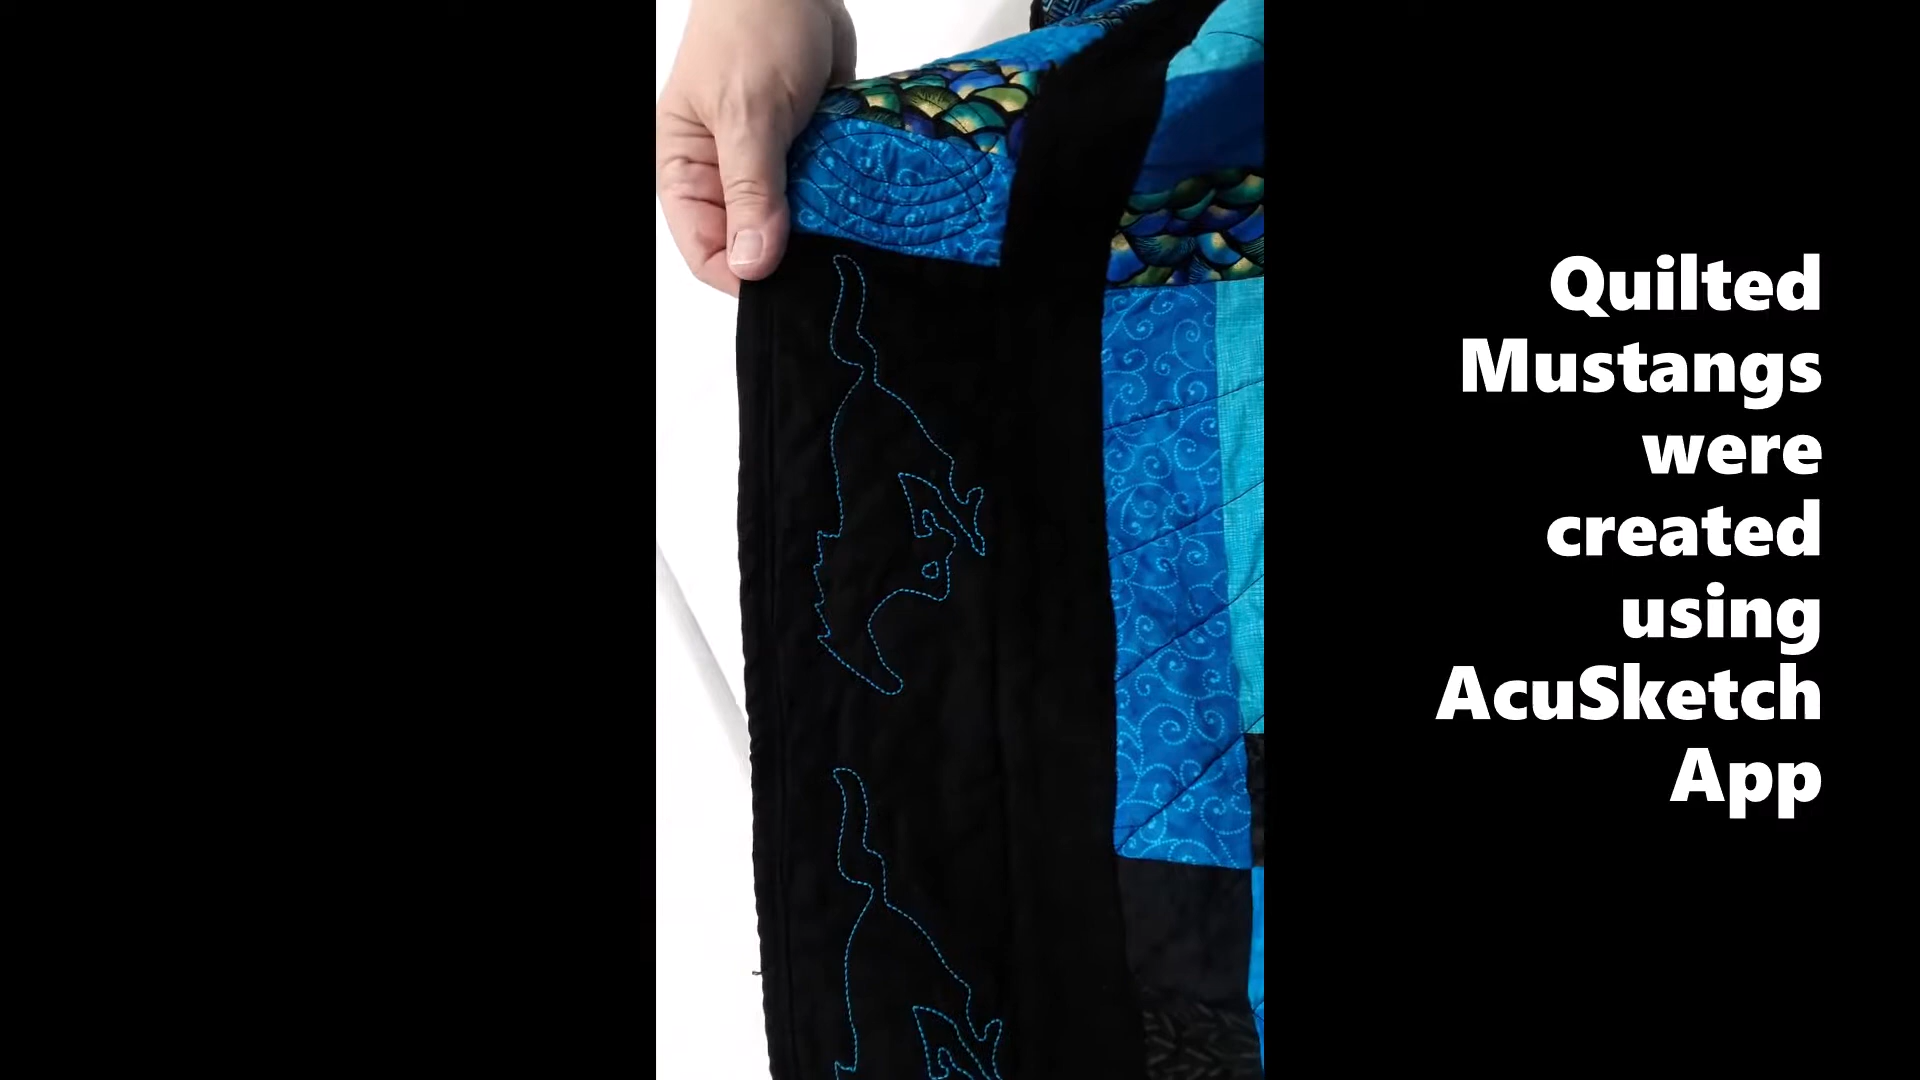 Quilted
Mustangs
were
created
using
AcuSketch
App